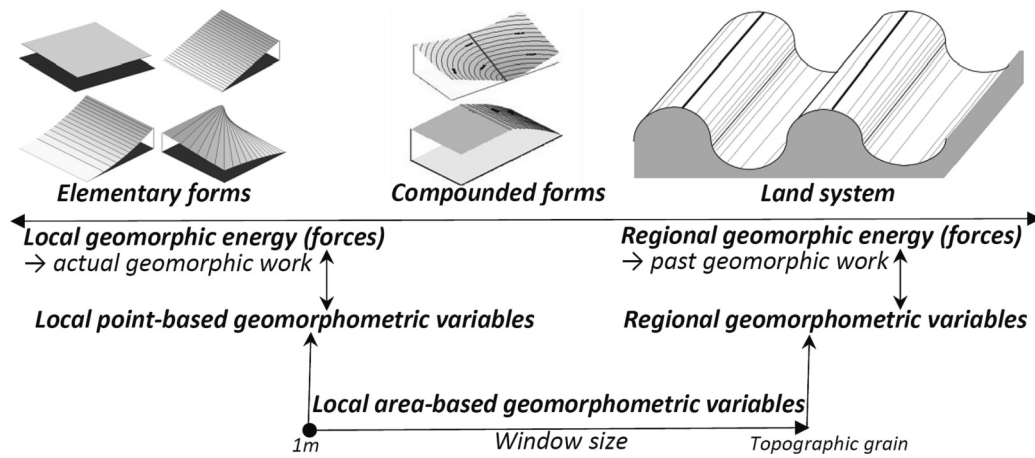 Elementary forms
Compounded forms
Land system
Local geomorphic energy (forces)
→ actual geomorphic work
Regional geomorphic energy (forces)
→ past geomorphic work
Local point-based geomorphometric variables
Regional geomorphometric variables
Local area-based geomorphometric variables
1m
Window size
Topographic grain